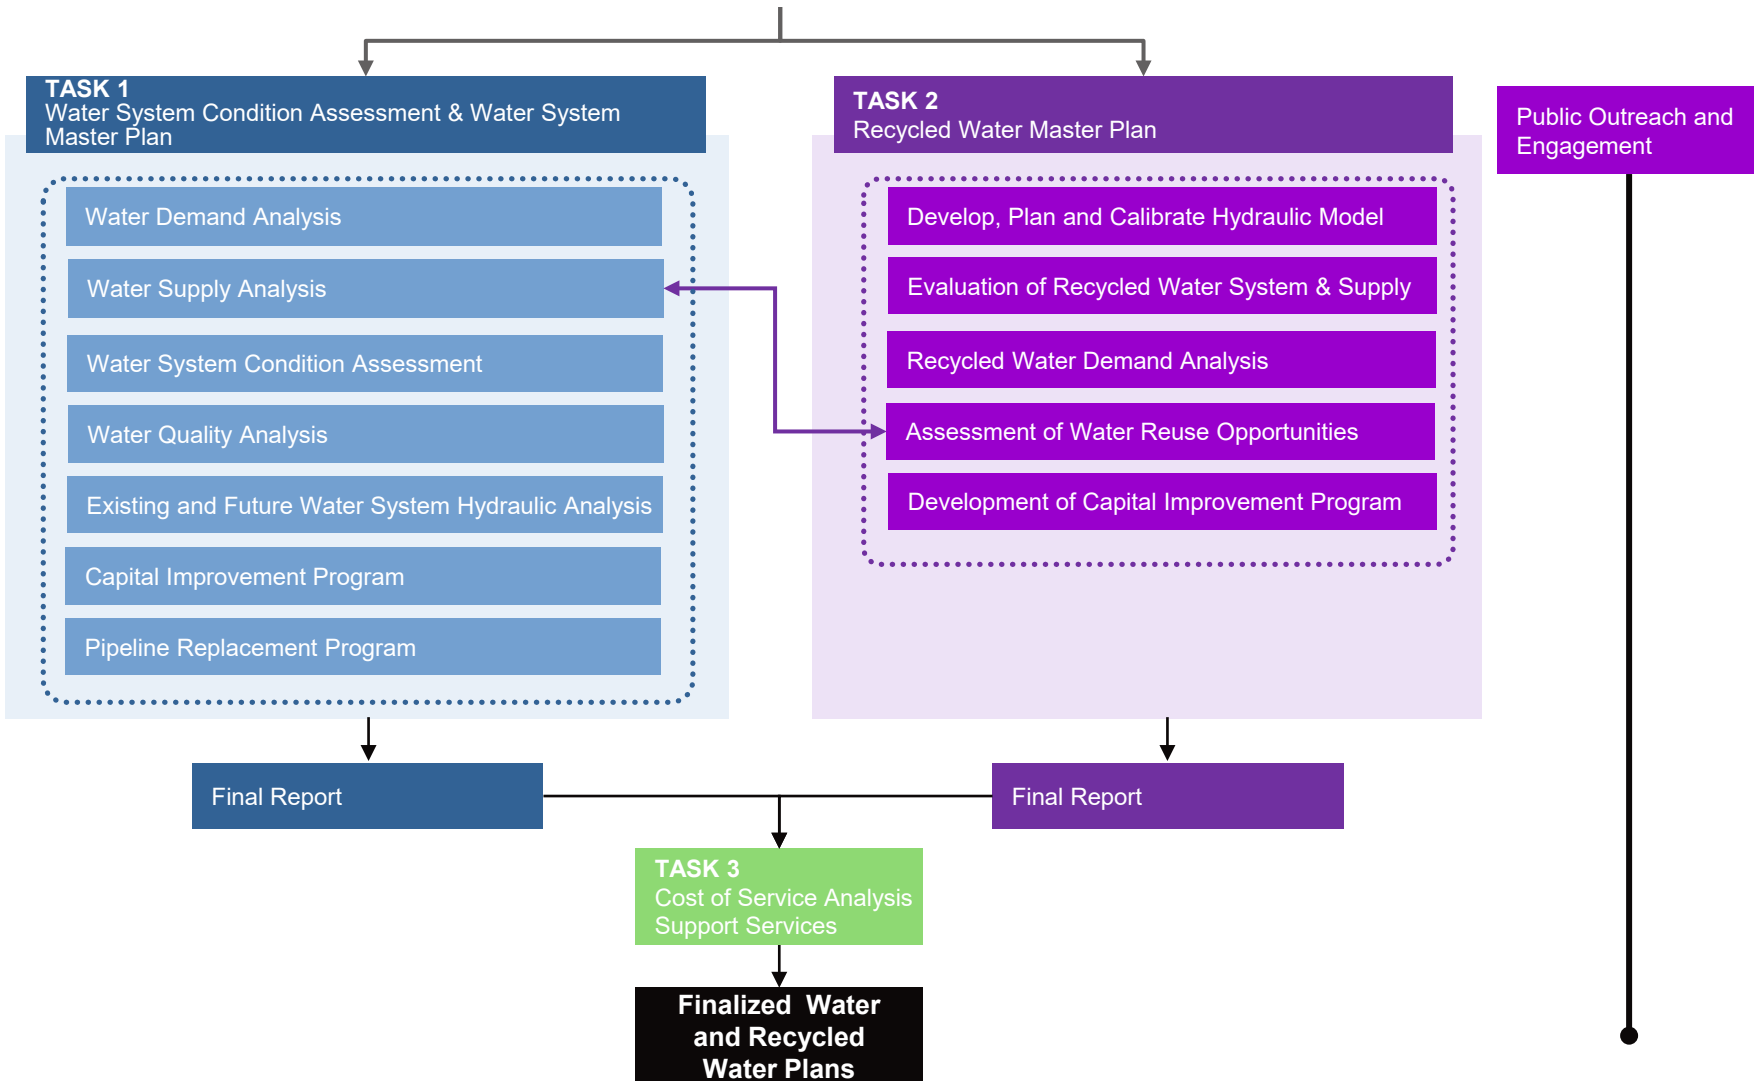 TASK 1
Water System Condition Assessment & Water System
Master Plan
Water Demand Analysis
Water Supply Analysis
Water System Condition Assessment
Water Quality Analysis
Existing and Future Water System Hydraulic Analysis
Capital Improvement Program
Pipeline Replacement Program
Final Report
TASK 2
Recycled Water Master Plan
Develop, Plan and Calibrate Hydraulic Model
Evaluation of Recycled Water System & Supply
Recycled Water Demand Analysis
Assessment of Water Reuse Opportunities
Development of Capital Improvement Program
Final Report
Public Outreach and
Engagement
TASK 3
Cost of Service Analysis
Support Services
Finalized Water
and Recycled
Water Plans